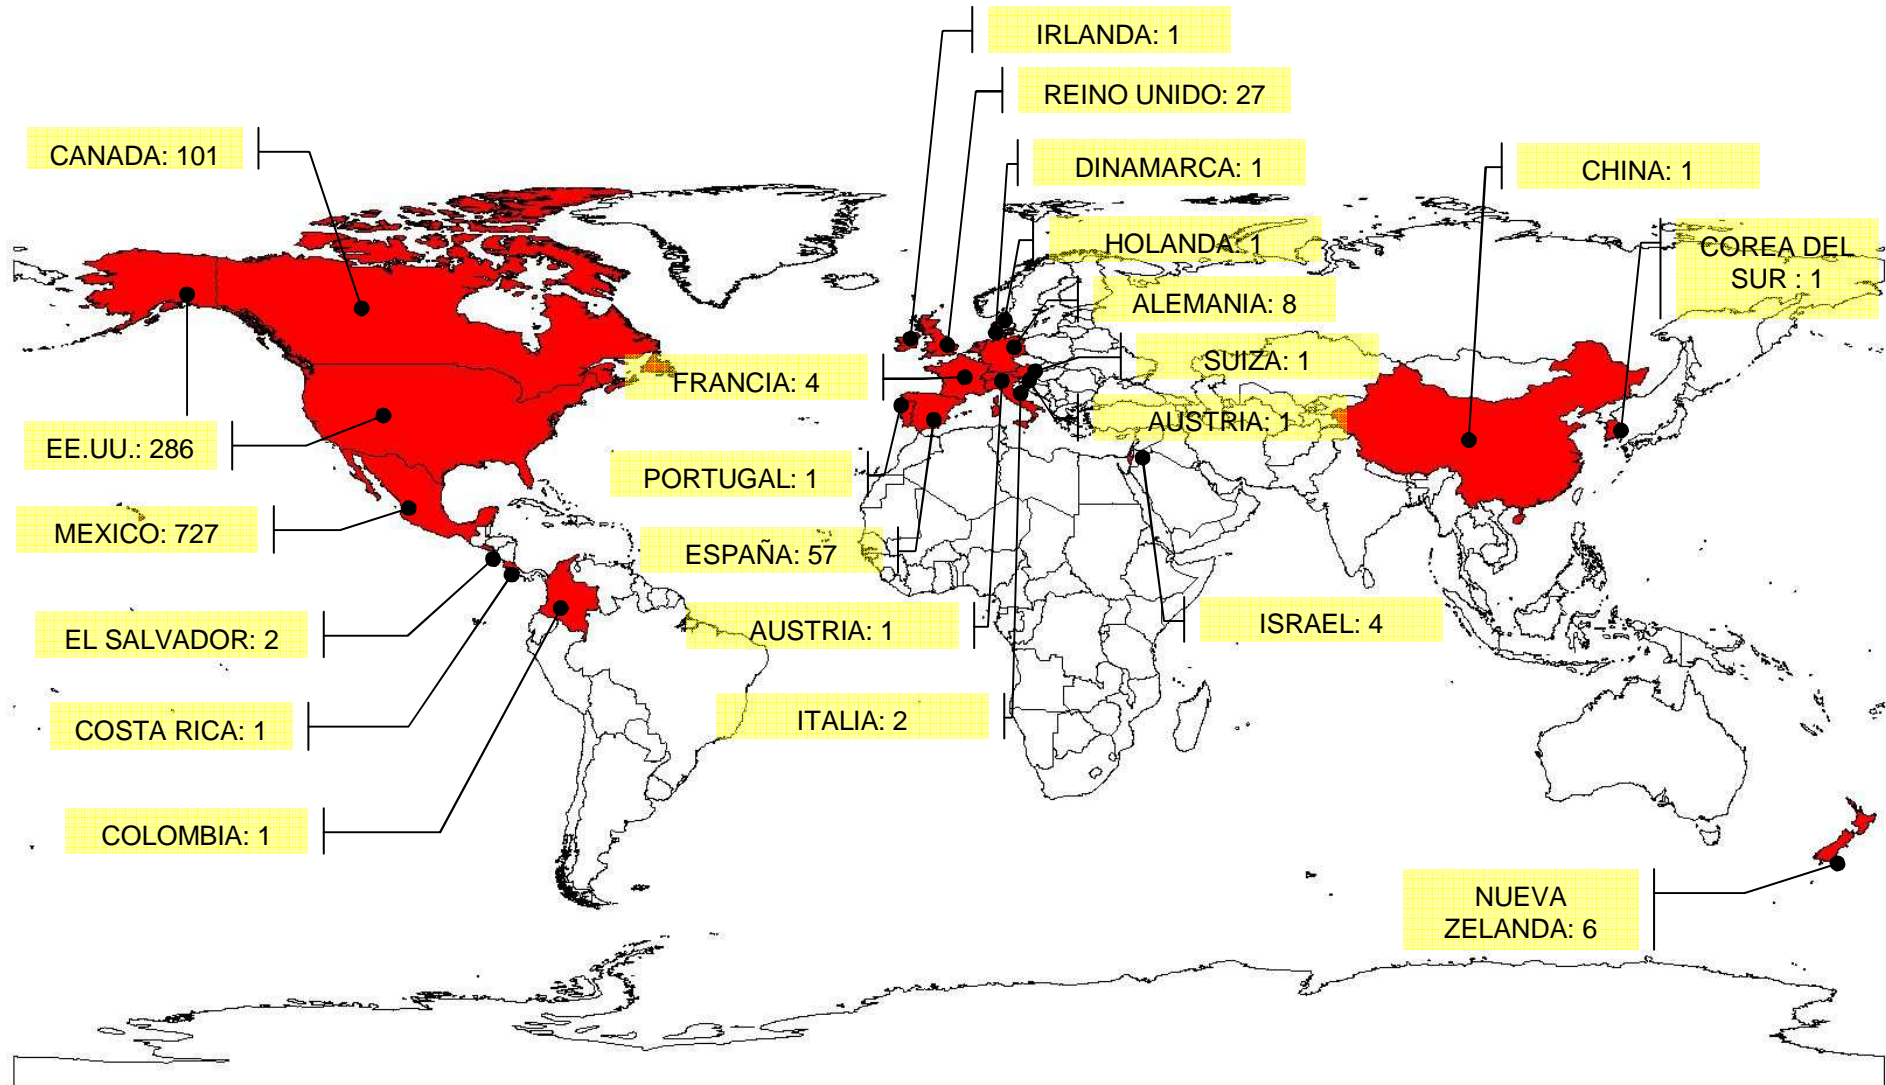 IRLANDA: 1
REINO UNIDO: 27
CANADA: 101
DINAMARCA: 1
CHINA: 1
HOLANDA: 1
COREA DEL
SUR : 1
ALEMANIA: 8
SUIZA: 1
FRANCIA: 4
AUSTRIA: 1
EE.UU.: 286
PORTUGAL: 1
MEXICO: 727
ESPAÑA: 57
EL SALVADOR: 2
AUSTRIA: 1
ISRAEL: 4
COSTA RICA: 1
ITALIA: 2
COLOMBIA: 1
NUEVA
ZELANDA: 6